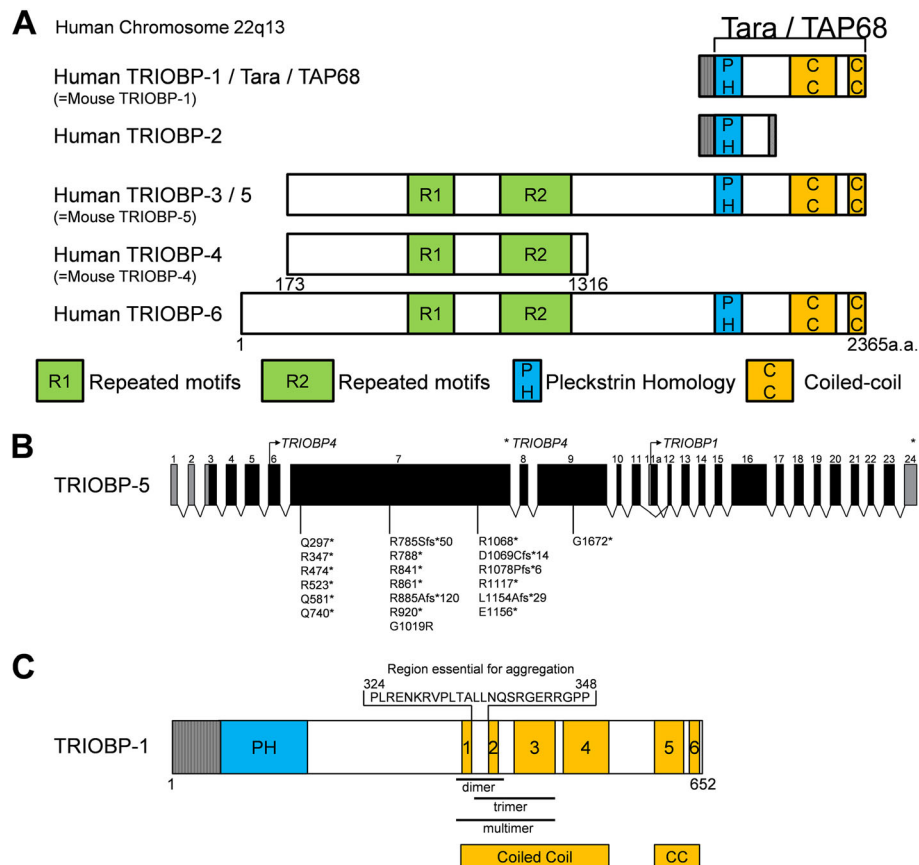 A
Human Chromosome 22q13
Tara / TAP68
Human TRIOBP-1 / Tara / TAP68
(=Mouse TRIOBP-1)
PH
CC
CC
Human TRIOBP-2
PH
Human TRIOBP-3 / 5
(=Mouse TRIOBP-5)
R1
R2
PH
CC
CC
Human TRIOBP-4
(=Mouse TRIOBP-4)
R1
R2
173
1316
Human TRIOBP-6
R1
R2
PH
CC
CC
1
2365a.a.
R1 Repeated motifs
R2 Repeated motifs
PH Pleckstrin Homology
CC Coiled-coil
B
TRIOBP4
* TRIOBP4
TRIOBP1
*
1 2 3 4 5 6 7 8 9 10 11 11a 12 13 14 15 16 17 18 19 20 21 22 23 24
TRIOBP-5
Q297*
R347*
R474*
R523*
Q581*
Q740*
R785Sfs*50
R788*
R841*
R861*
R885Afs*120
R920*
G1019R
R1068*
D1069Cfs*14
R1078Pfs*6
R1117*
L1154Afs*29
E1156*
G1672*
C
Region essential for aggregation
324
348
PLRENKRVPLTALLNQSRGERRGPP
TRIOBP-1
PH
1
2
3
4
5
6
1
652
dimer
trimer
multimer
Coiled Coil
CC